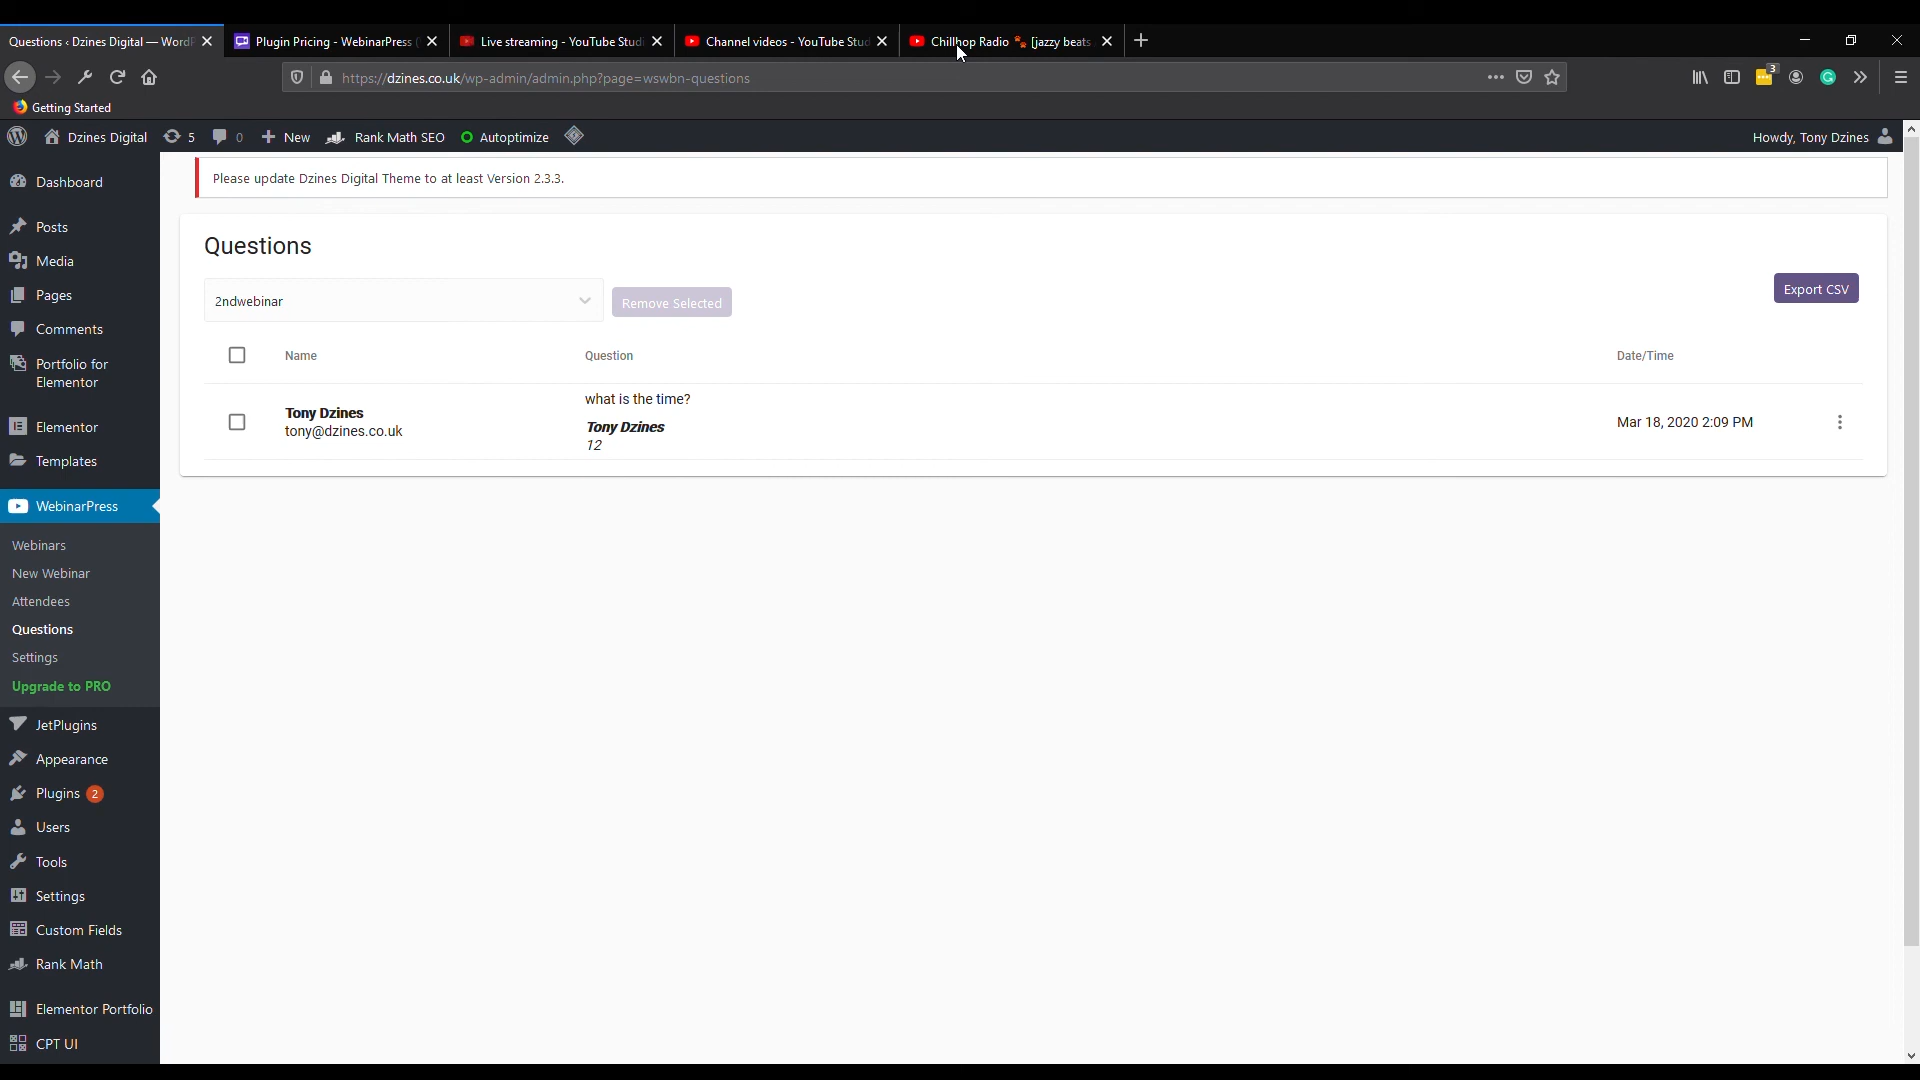 Questions ‹ Dzines Digital — WordP
Plugin Pricing - WebinarPress (
Live streaming - YouTube Studi
Channel videos - YouTube Stud
Chillhop Radio 🐾 [jazzy beats
https://dzines.co.uk/wp-admin/admin.php?page=wswbn-questions
3
Getting Started
Dzines Digital 5 0 New Rank Math SEO Autoptimize
Howdy, Tony Dzines
Dashboard
Posts
Media
Pages
Comments
Portfolio for
Elementor
Elementor
Templates
WebinarPress
Webinars
New Webinar
Attendees
Questions
Settings
Upgrade to PRO
JetPlugins
Appearance
Plugins 2
Users
Tools
Settings
Custom Fields
Rank Math
Elementor Portfolio
CPT UI
Please update Dzines Digital Theme to at least Version 2.3.3.
Questions
2ndwebinar
Remove Selected
Export CSV
Name Question Date/Time
Tony Dzines
tony@dzines.co.uk
what is the time?
Tony Dzines
12
Mar 18, 2020 2:09 PM